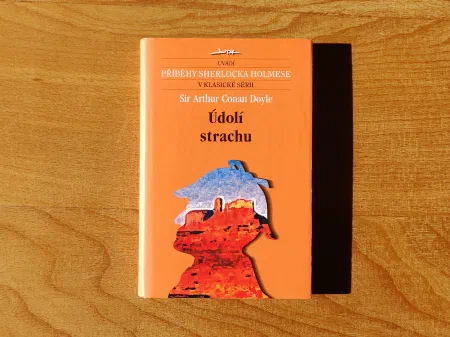 UVÁDÍ
PŘÍBĚHY SHERLOCKA HOLMESE
V KLASICKÉ SÉRII
Sir Arthur Conan Doyle
Údolí
strachu